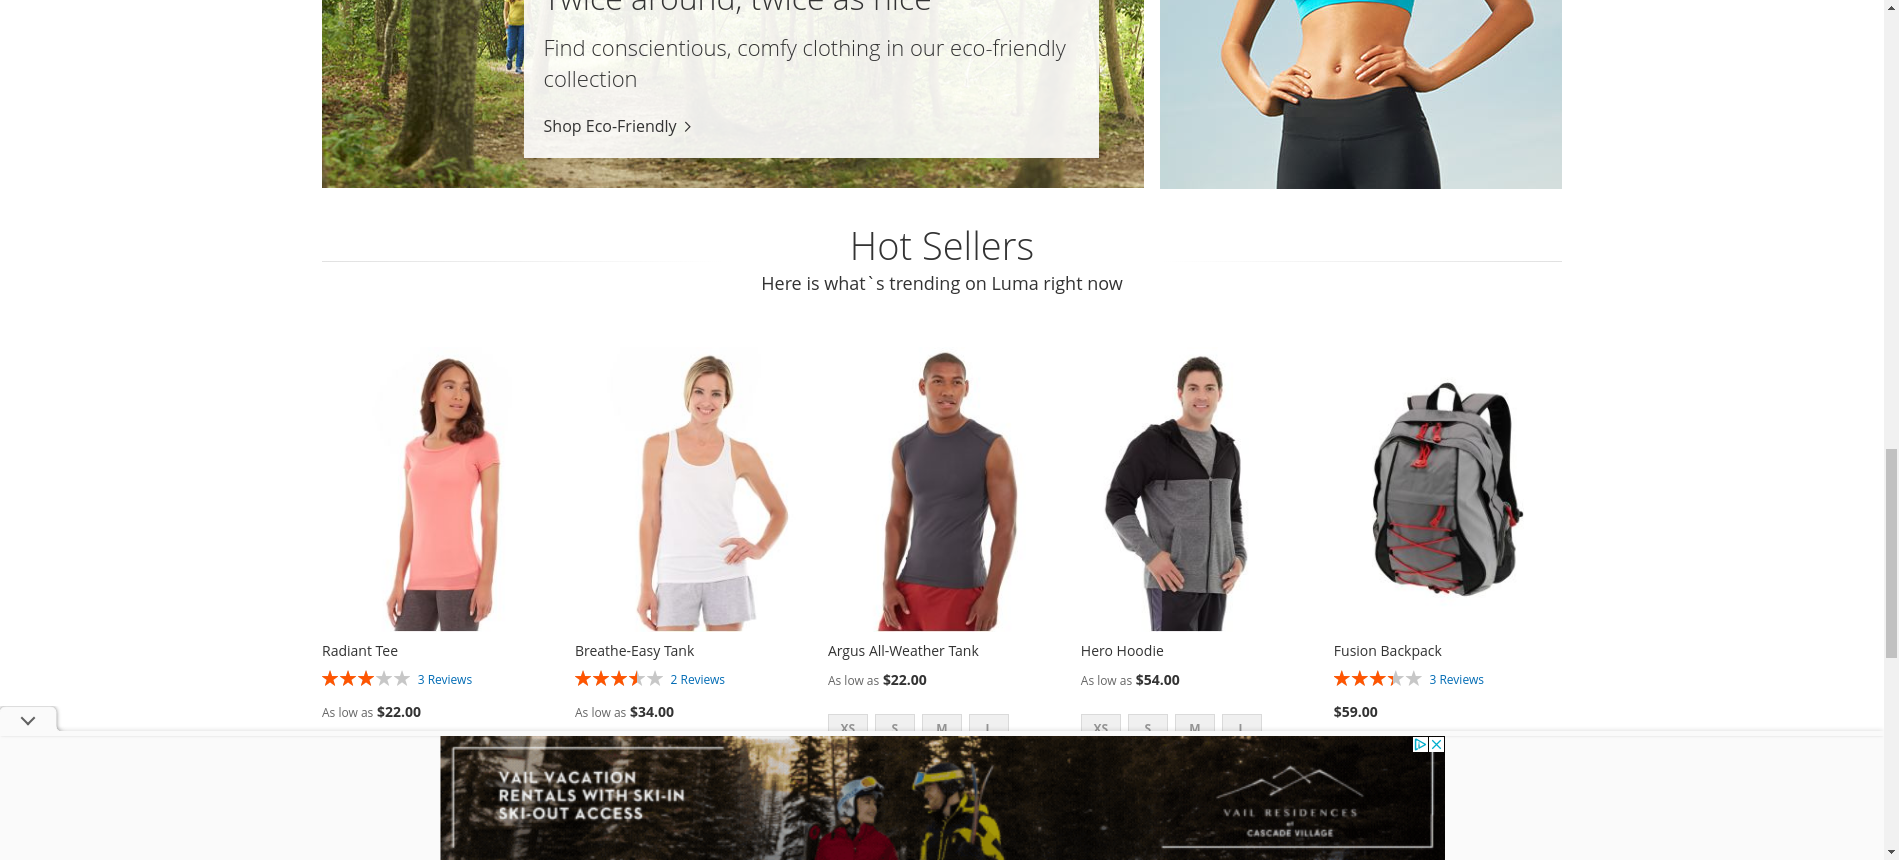 Twice around, twice as nice
Find conscientious, comfy clothing in our eco-friendly
collection
Shop Eco-Friendly
Hot Sellers
Here is what`s trending on Luma right now
Radiant Tee
3 Reviews
As low as $22.00
Breathe-Easy Tank
2 Reviews
As low as $34.00
Argus All-Weather Tank
As low as $22.00
XS S M L
Hero Hoodie
As low as $54.00
XS S M L
Fusion Backpack
3 Reviews
$59.00
VAIL VACATION
RENTALS WITH SKI-IN
SKI-OUT ACCESS
VAIL RESIDENCES
at
CASCADE VILLAGE